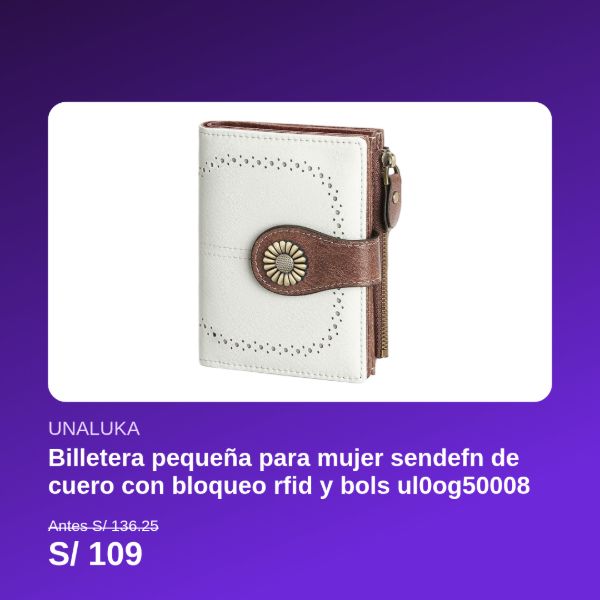 UNALUKA
Billetera pequeña para mujer sendefn de
cuero con bloqueo rfid y bols ul0og50008
Antes S/ 136.25
S/ 109